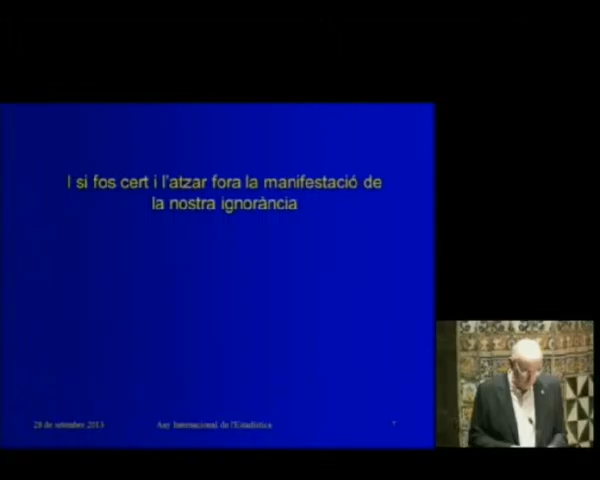 I si fos cert i l'atzar fora la manifestació de
la nostra ignorància
28 de setembre 2013
Any Internacional de l'Estadística
7